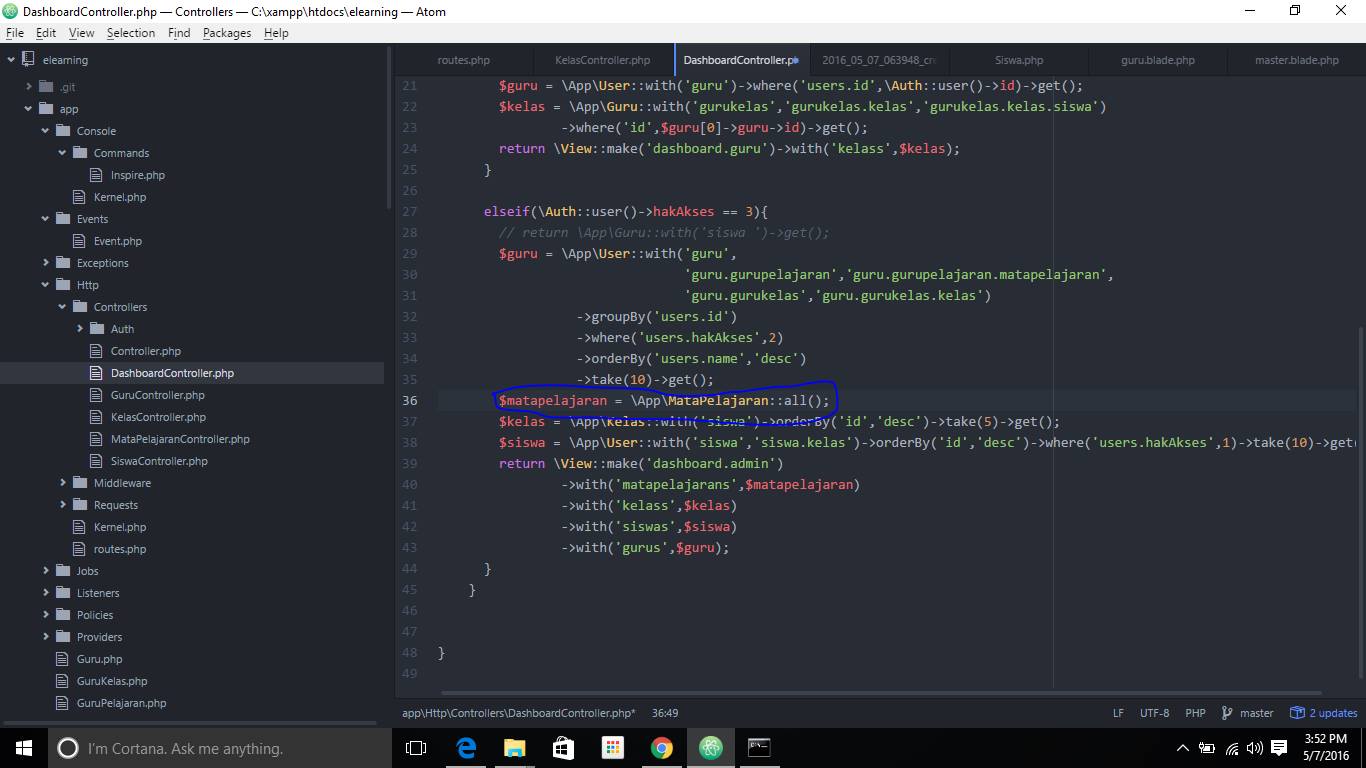 DashboardController.php — Controllers — C:\xampp\htdocs\elearning — Atom
File Edit View Selection Find Packages Help
elearning
.git
app
Console
Commands
Inspire.php
Kernel.php
Events
Event.php
Exceptions
Http
Controllers
Auth
Controller.php
DashboardController.php
GuruController.php
KelasController.php
MataPelajaranController.php
SiswaController.php
Middleware
Requests
Kernel.php
routes.php
Jobs
Listeners
Policies
Providers
Guru.php
GuruKelas.php
GuruPelajaran.php
routes.php KelasController.php DashboardController.p 2016_05_07_063948_cre Siswa.php guru.blade.php master.blade.php
21 $guru = \App\User::with('guru')->where('users.id',\Auth::user()->id)->get();
22 $kelas = \App\Guru::with('gurukelas','gurukelas.kelas','gurukelas.kelas.siswa')
23 ->where('id',$guru[0]->guru->id)->get();
24 return \View::make('dashboard.guru')->with('kelass',$kelas);
25 }
26
27 elseif(\Auth::user()->hakAkses == 3){
28 // return \App\Guru::with('siswa ')->get();
29 $guru = \App\User::with('guru',
30 'guru.gurupelajaran','guru.gurupelajaran.matapelajaran',
31 'guru.gurukelas','guru.gurukelas.kelas')
32 ->groupBy('users.id')
33 ->where('users.hakAkses',2)
34 ->orderBy('users.name','desc')
35 ->take(10)->get();
36 $matapelajaran = \App\MataPelajaran::all();
37 $kelas = \App\Kelas::with('siswa')->orderBy('id','desc')->take(5)->get();
38 $siswa = \App\User::with('siswa','siswa.kelas')->orderBy('id','desc')->where('users.hakAkses',1)->take(10)->get(
39 return \View::make('dashboard.admin')
40 ->with('matapelajarans',$matapelajaran)
41 ->with('kelass',$kelas)
42 ->with('siswas',$siswa)
43 ->with('gurus',$guru);
44 }
45 }
46
47
48 }
49
app\Http\Controllers\DashboardController.php* 36:49 LF UTF-8 PHP master 2 updates
I'm Cortana. Ask me anything.
3:52 PM
5/7/2016